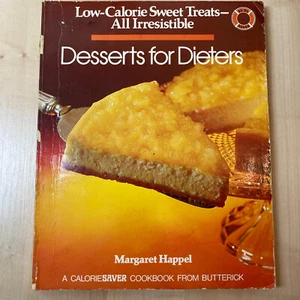 Low-Calorie Sweet Treats—
All Irresistible
Desserts for Dieters
Margaret Happel
A CALORIESAVER COOKBOOK FROM BUTTERICK